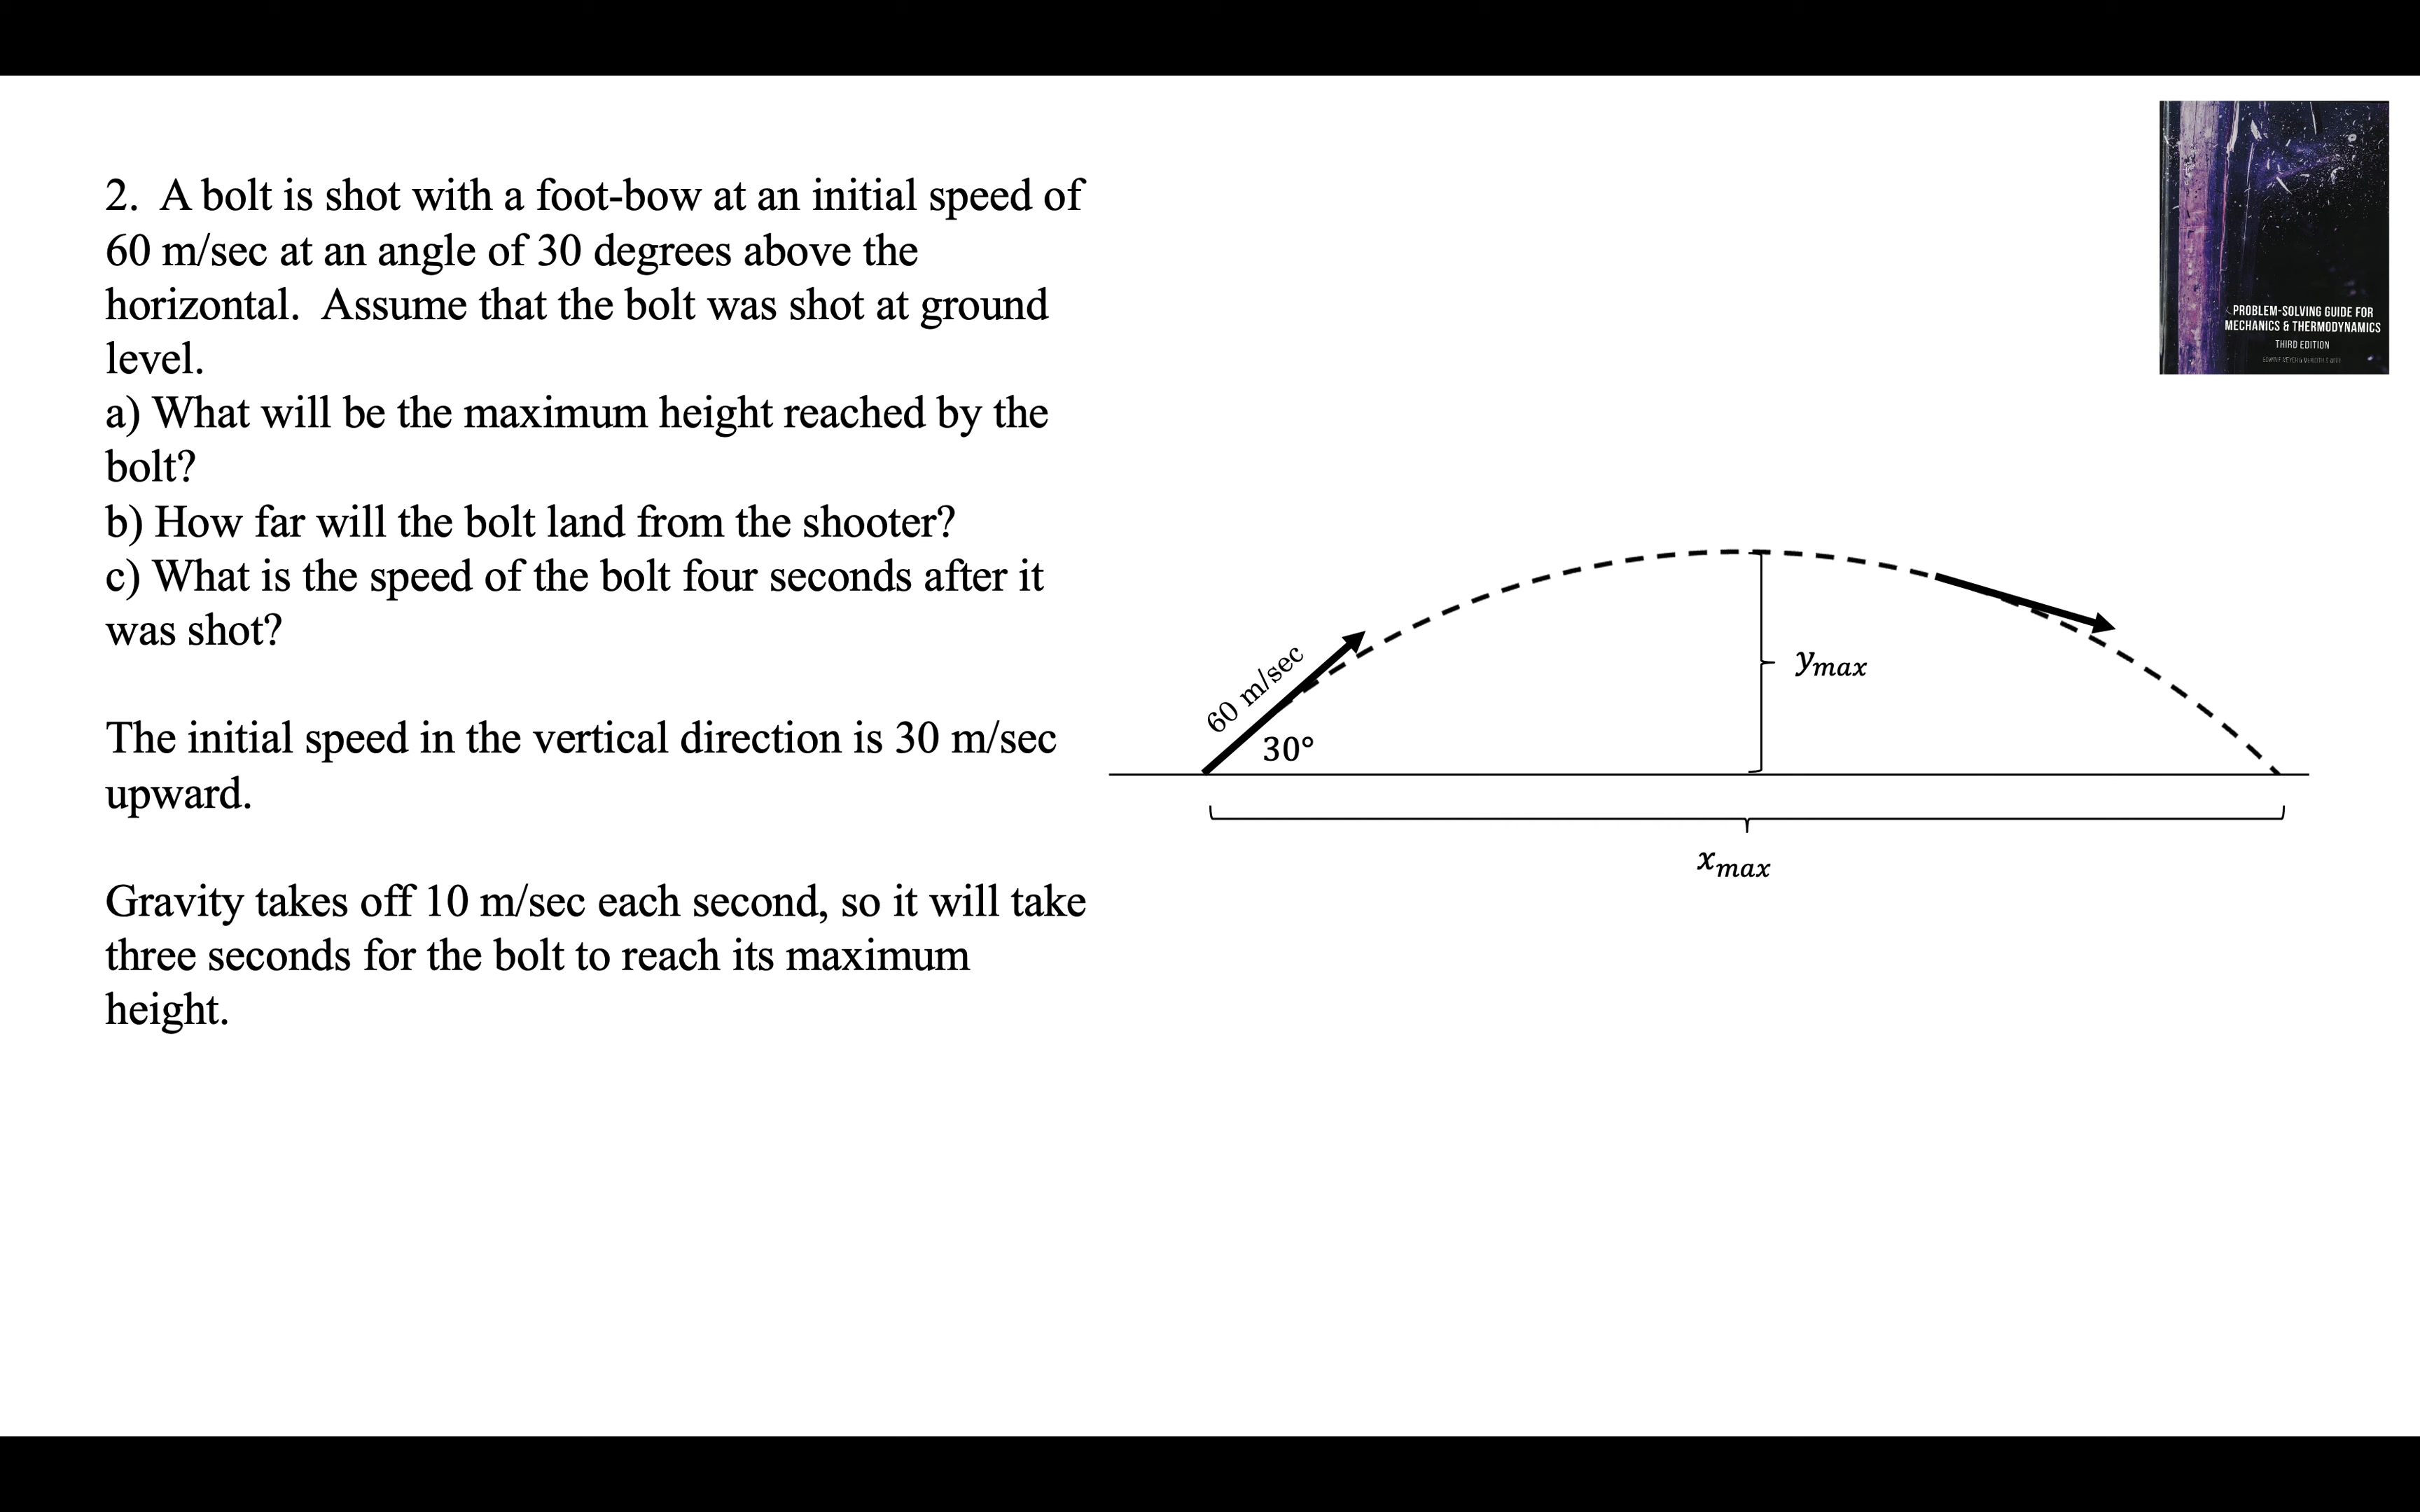 2.  A bolt is shot with a foot-bow at an initial speed of
60 m/sec at an angle of 30 degrees above the
horizontal.  Assume that the bolt was shot at ground
level.
a) What will be the maximum height reached by the
bolt?
b) How far will the bolt land from the shooter?
c) What is the speed of the bolt four seconds after it
was shot?
The initial speed in the vertical direction is 30 m/sec
upward.
Gravity takes off 10 m/sec each second, so it will take
three seconds for the bolt to reach its maximum
height.
PROBLEM-SOLVING GUIDE FOR
MECHANICS & THERMODYNAMICS
THIRD EDITION
60 m/sec
30°
ymax
xmax